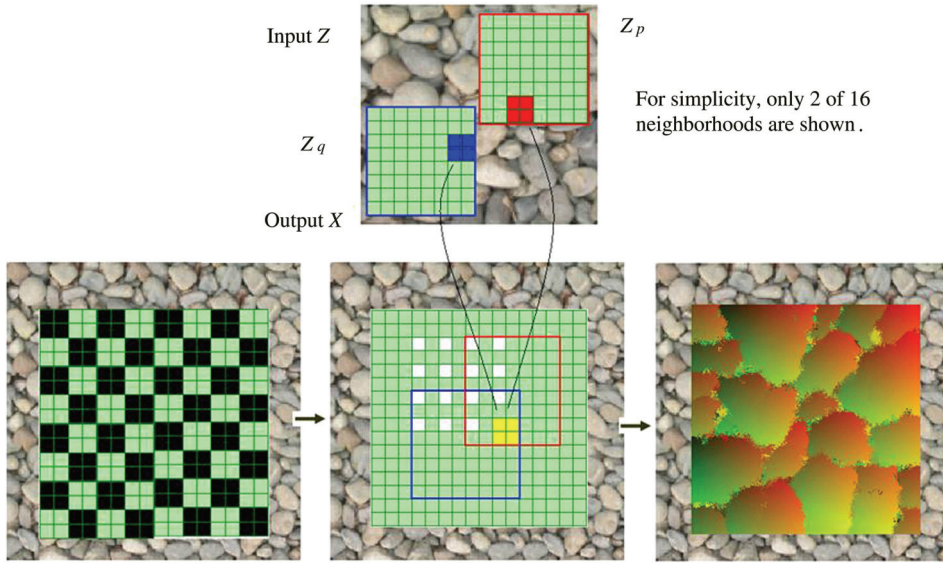 Input Z
Z p
For simplicity, only 2 of 16
neighborhoods are shown .
Z q
Output X